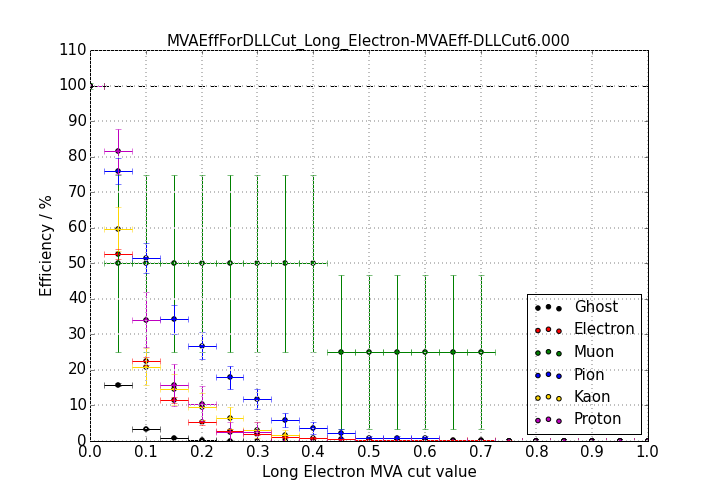 MVAEffForDLLCut_Long_Electron-MVAEff-DLLCut6.000
110
100
90
80
70
60
50
40
30
20
10
0
Efficiency / %
Ghost
Electron
Muon
Pion
Kaon
Proton
0.0 0.1 0.2 0.3 0.4 0.5 0.6 0.7 0.8 0.9 1.0
Long Electron MVA cut value